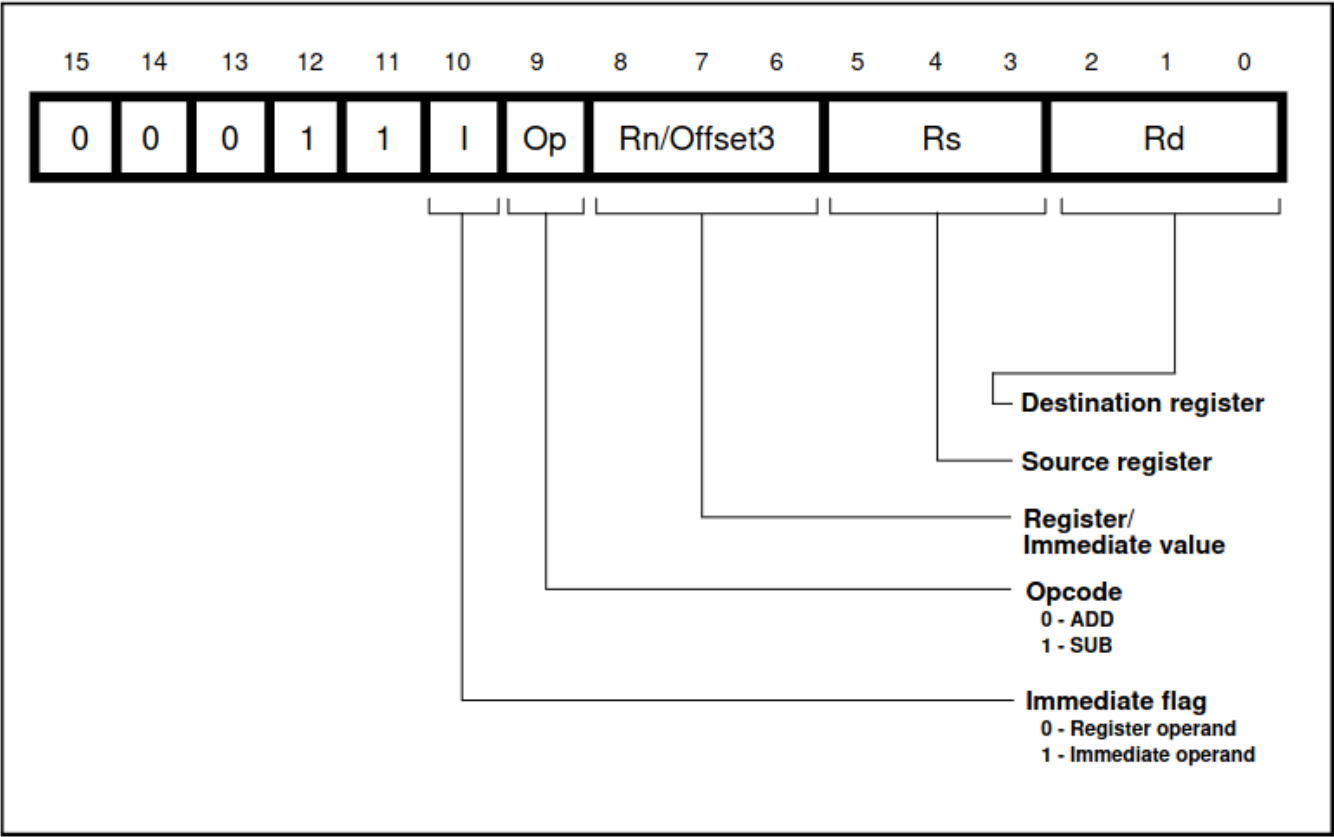 15 14 13 12 11 10 9 8 7 6 5 4 3 2 1 0
0 0 0 1 1 I Op Rn/Offset3 Rs Rd
Destination register
Source register
Register/
Immediate value
Opcode
0 - ADD
1 - SUB
Immediate flag
0 - Register operand
1 - Immediate operand